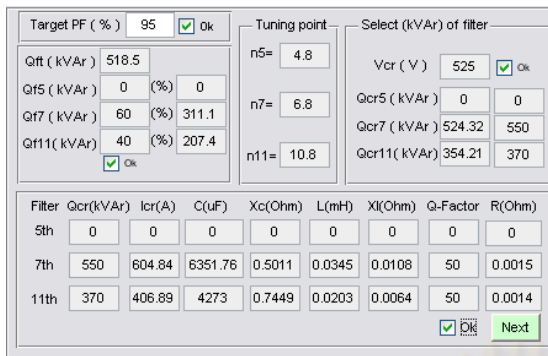 Target PF ( % ) 95 Ok
Qft ( kVAr ) 518.5
Qf5 ( kVAr ) 0 (%) 0
Qf7 ( kVAr ) 60 (%) 311.1
Qf11( kVAr) 40 (%) 207.4
Ok
Tuning point
n5= 4.8
n7= 6.8
n11= 10.8
Select (kVAr) of filter
Vcr ( V ) 525 Ok
Qcr5 ( kVAr ) 0 0
Qcr7 ( kVAr ) 524.32 550
Qcr11( kVAr) 354.21 370
Filter Qcr(kVAr) Icr(A) C(uF) Xc(Ohm) L(mH) Xl(Ohm) Q-Factor R(Ohm)
5th 0 0 0 0 0 0 0 0
7th 550 604.84 6351.76 0.5011 0.0345 0.0108 50 0.0015
11th 370 406.89 4273 0.7449 0.0203 0.0064 50 0.0014
Ok Next